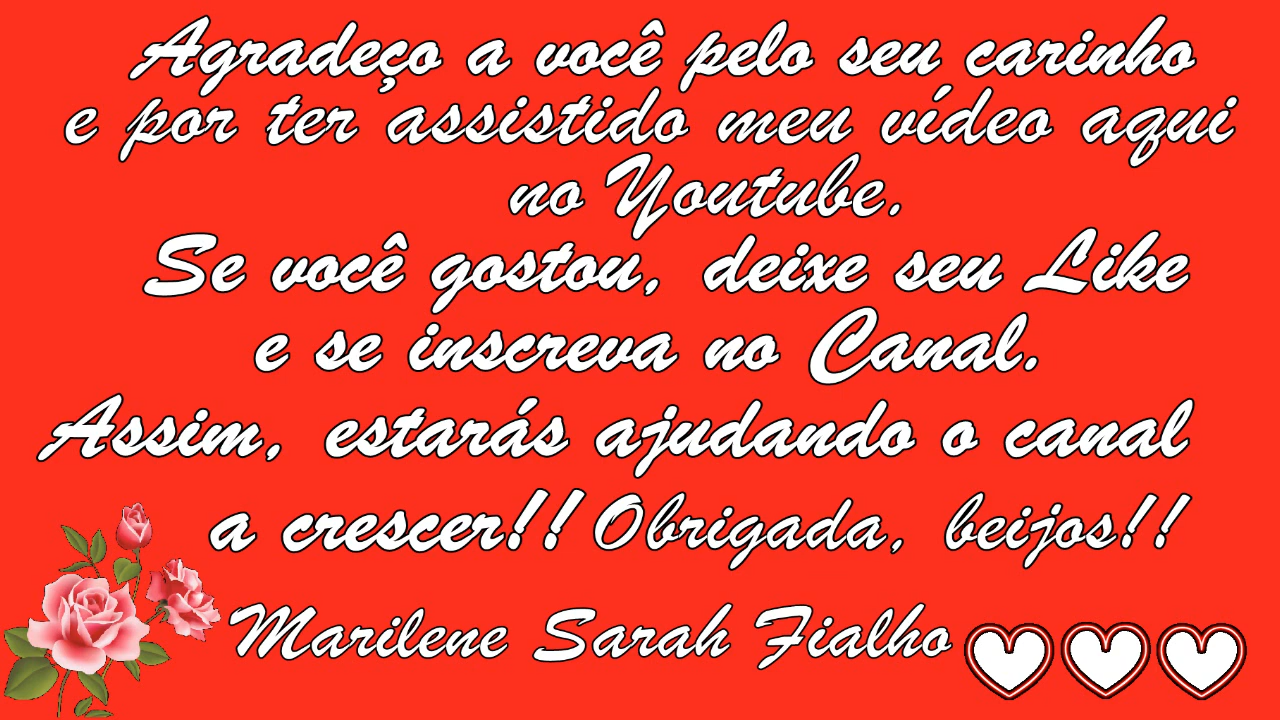 Agradeço a você pelo seu carinho
e por ter assistido meu vídeo aqui
no Youtube.
Se você gostou, deixe seu Like
e se inscreva no Canal.
Assim, estarás ajudando o canal
a crescer!! Obrigada, beijos!!
Marilene Sarah Fialho